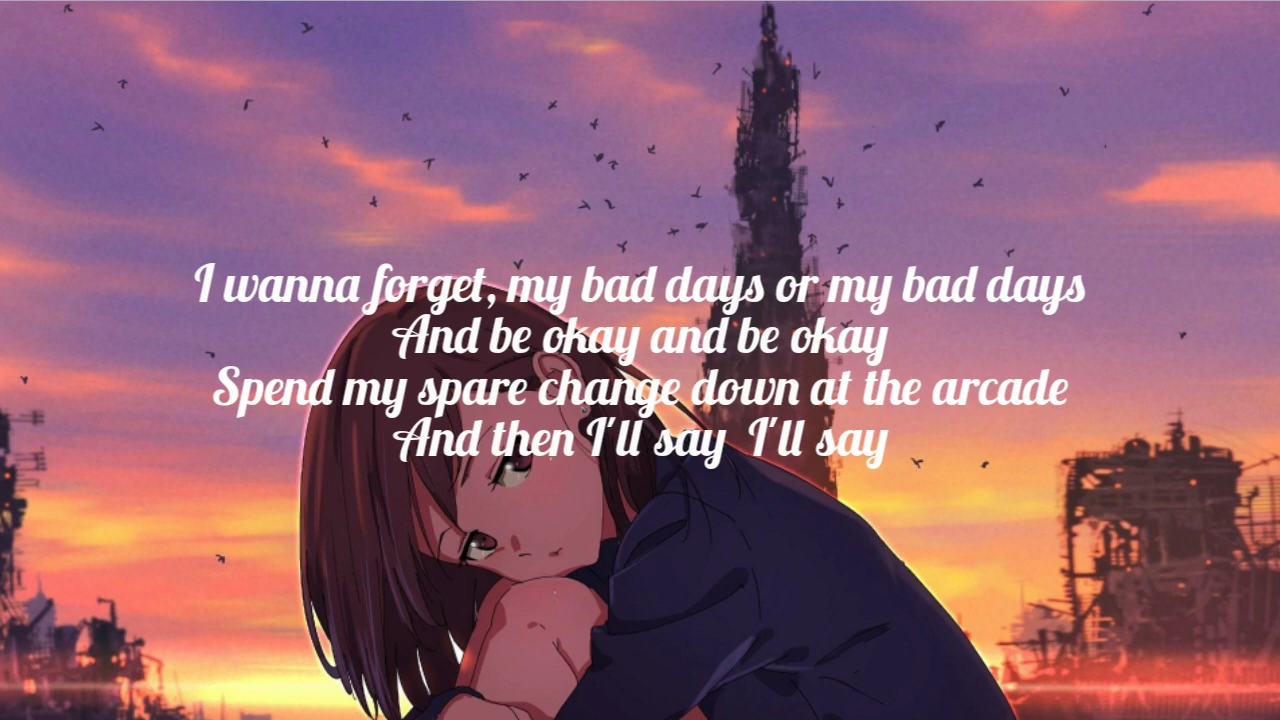 I wanna forget, my bad days or my bad days
And be okay and be okay
Spend my spare change down at the arcade
And then I'll say  I'll say